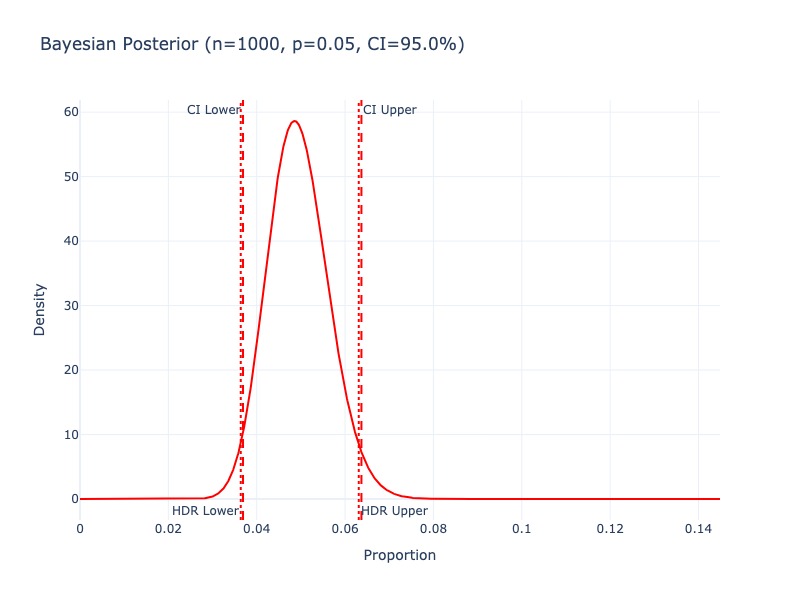 Bayesian Posterior (n=1000, p=0.05, CI=95.0%)
CI Lower
CI Upper
60
50
40
30
20
10
0
Density
HDR Lower
HDR Upper
0
0.02
0.04
0.06
0.08
0.1
0.12
0.14
Proportion